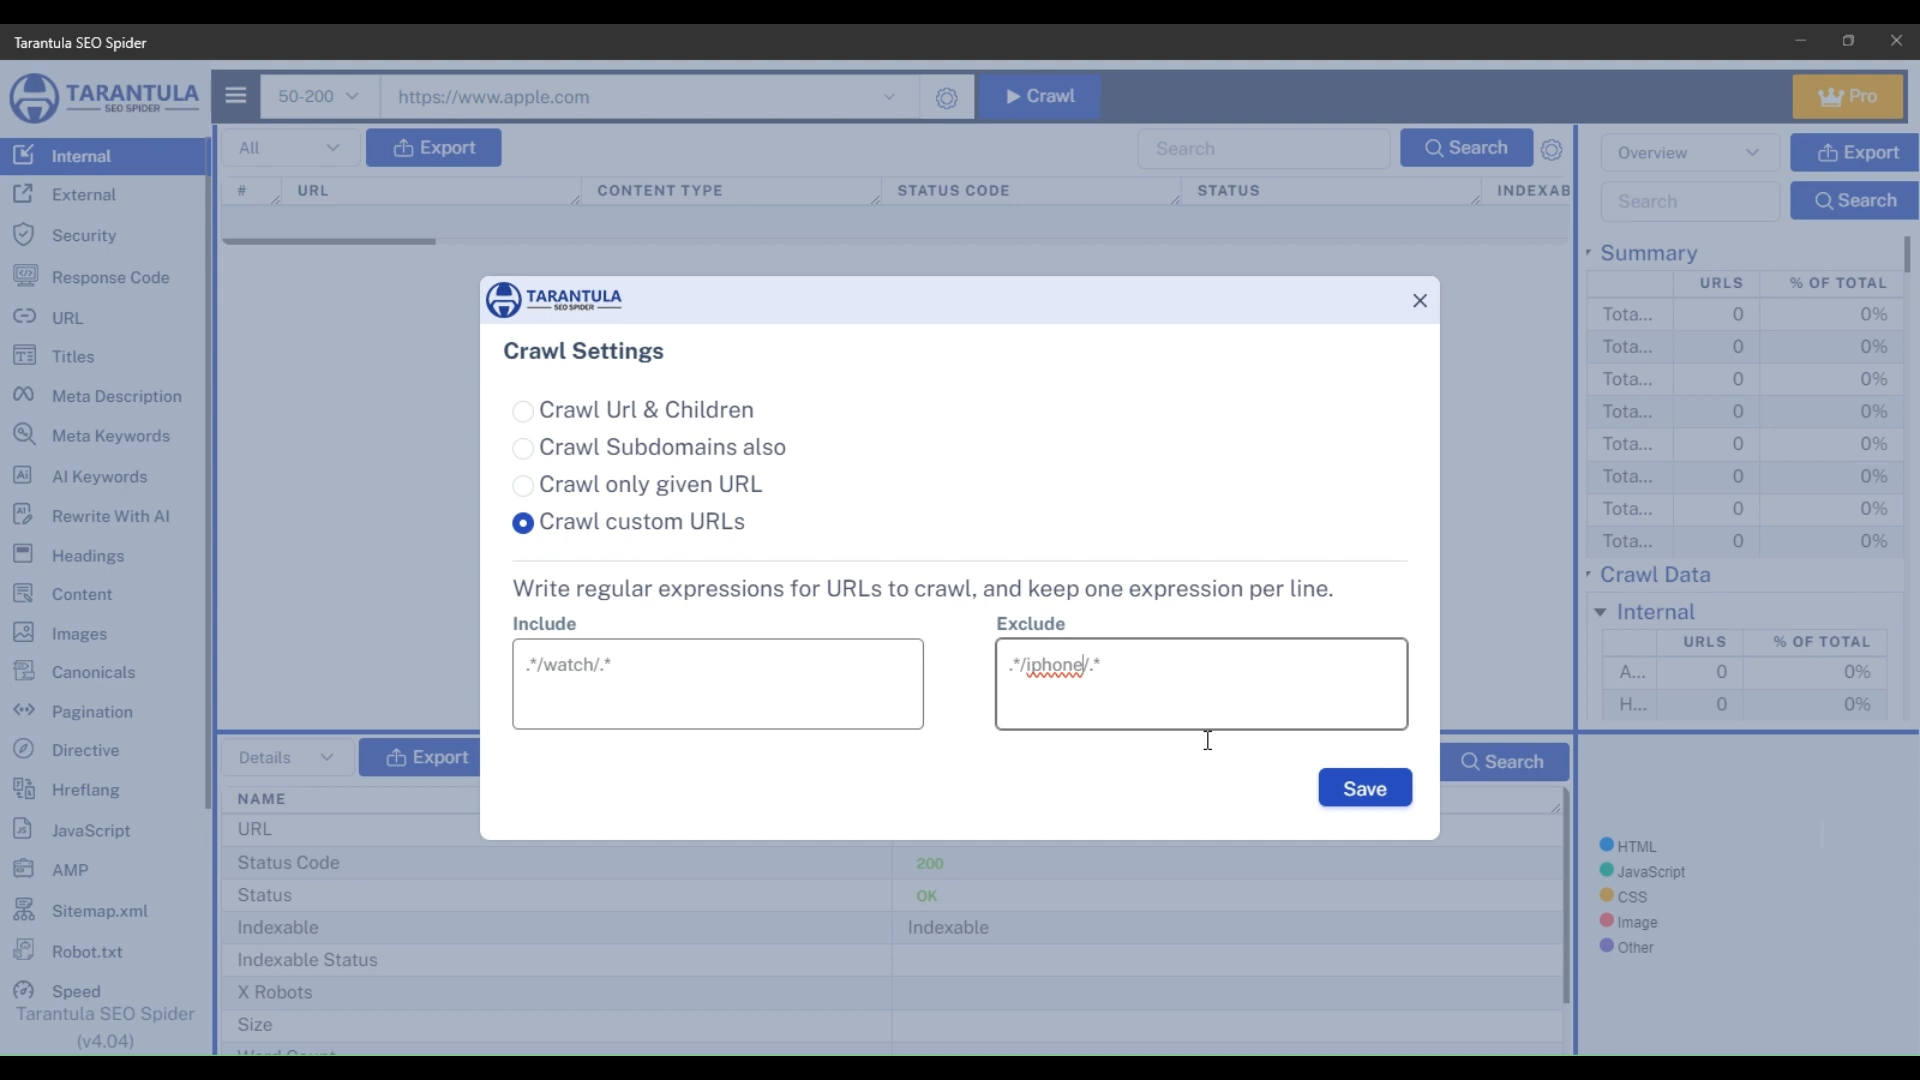 Tarantula SEO Spider
TARANTULA
SEO SPIDER
50-200
https://www.apple.com
Crawl
Pro
Internal
External
Security
Response Code
URL
Titles
Meta Description
Meta Keywords
AI Keywords
Rewrite With AI
Headings
Content
Images
Canonicals
Pagination
Directive
Hreflang
JavaScript
AMP
Sitemap.xml
Robot.txt
Speed
Tarantula SEO Spider
(v4.04)
All
Export
Search
Search
# URL CONTENT TYPE STATUS CODE STATUS INDEXAB
TARANTULA
SEO SPIDER
Crawl Settings
Crawl Url & Children
Crawl Subdomains also
Crawl only given URL
Crawl custom URLs
Write regular expressions for URLs to crawl, and keep one expression per line.
Include
.*/watch/.*
Exclude
.*/iphone/.*
Save
Details
Export
Search
NAME
URL
Status Code 200
Status OK
Indexable Indexable
Indexable Status
X Robots
Size
Word Count
Overview
Export
Search
Search
Summary
URLS % OF TOTAL
Tota... 0 0%
Tota... 0 0%
Tota... 0 0%
Tota... 0 0%
Tota... 0 0%
Tota... 0 0%
Tota... 0 0%
Tota... 0 0%
Crawl Data
Internal
URLS % OF TOTAL
A... 0 0%
H... 0 0%
HTML
JavaScript
CSS
Image
Other